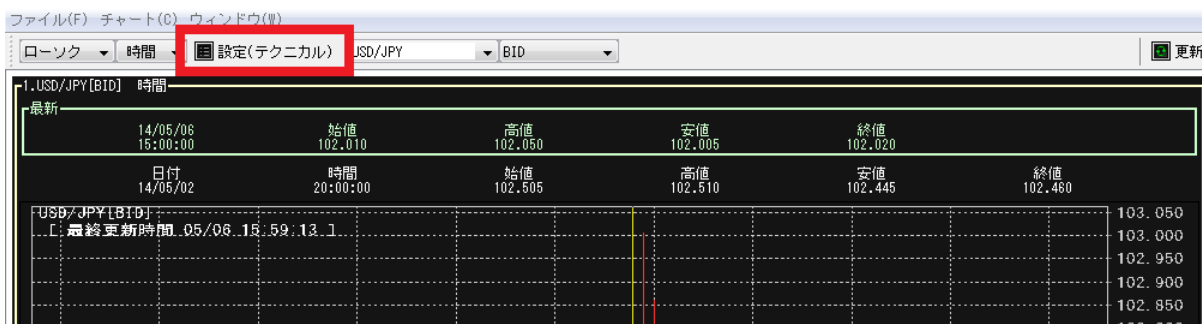 ファイル(F) チャート(C) ウィンドウ(W)
ローソク 時間 設定(テクニカル) USD/JPY BID 更新
1.USD/JPY[BID] 時間
最新
14/05/06 始値 高値 安値 終値
15:00:00 102.010 102.050 102.005 102.020
日付 時間 始値 高値 安値 終値
14/05/02 20:00:00 102.505 102.510 102.445 102.460
USD/JPY[BID]
[ 最終更新時間 05/06 15:59:13 ]
103.050
103.000
102.950
102.900
102.850